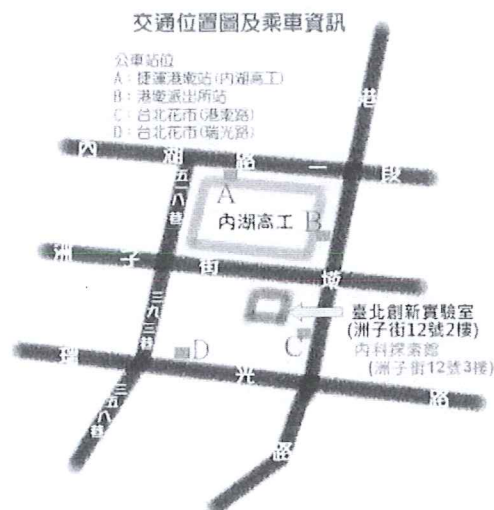 交通位置圖及乘車資訊
公車站位
A：捷運港墘站(內湖高工)
B：港墘派出所站
C：台北花市(港墘路)
D：台北花市(瑞光路)
內湖路一段
港墘路
五一八巷
A
內湖高工
B
洲子街
三九三巷
臺北創新實驗室
(洲子街12號2樓)
C
內科探索館
(洲子街12號3樓)
D
瑞光路
三五八巷